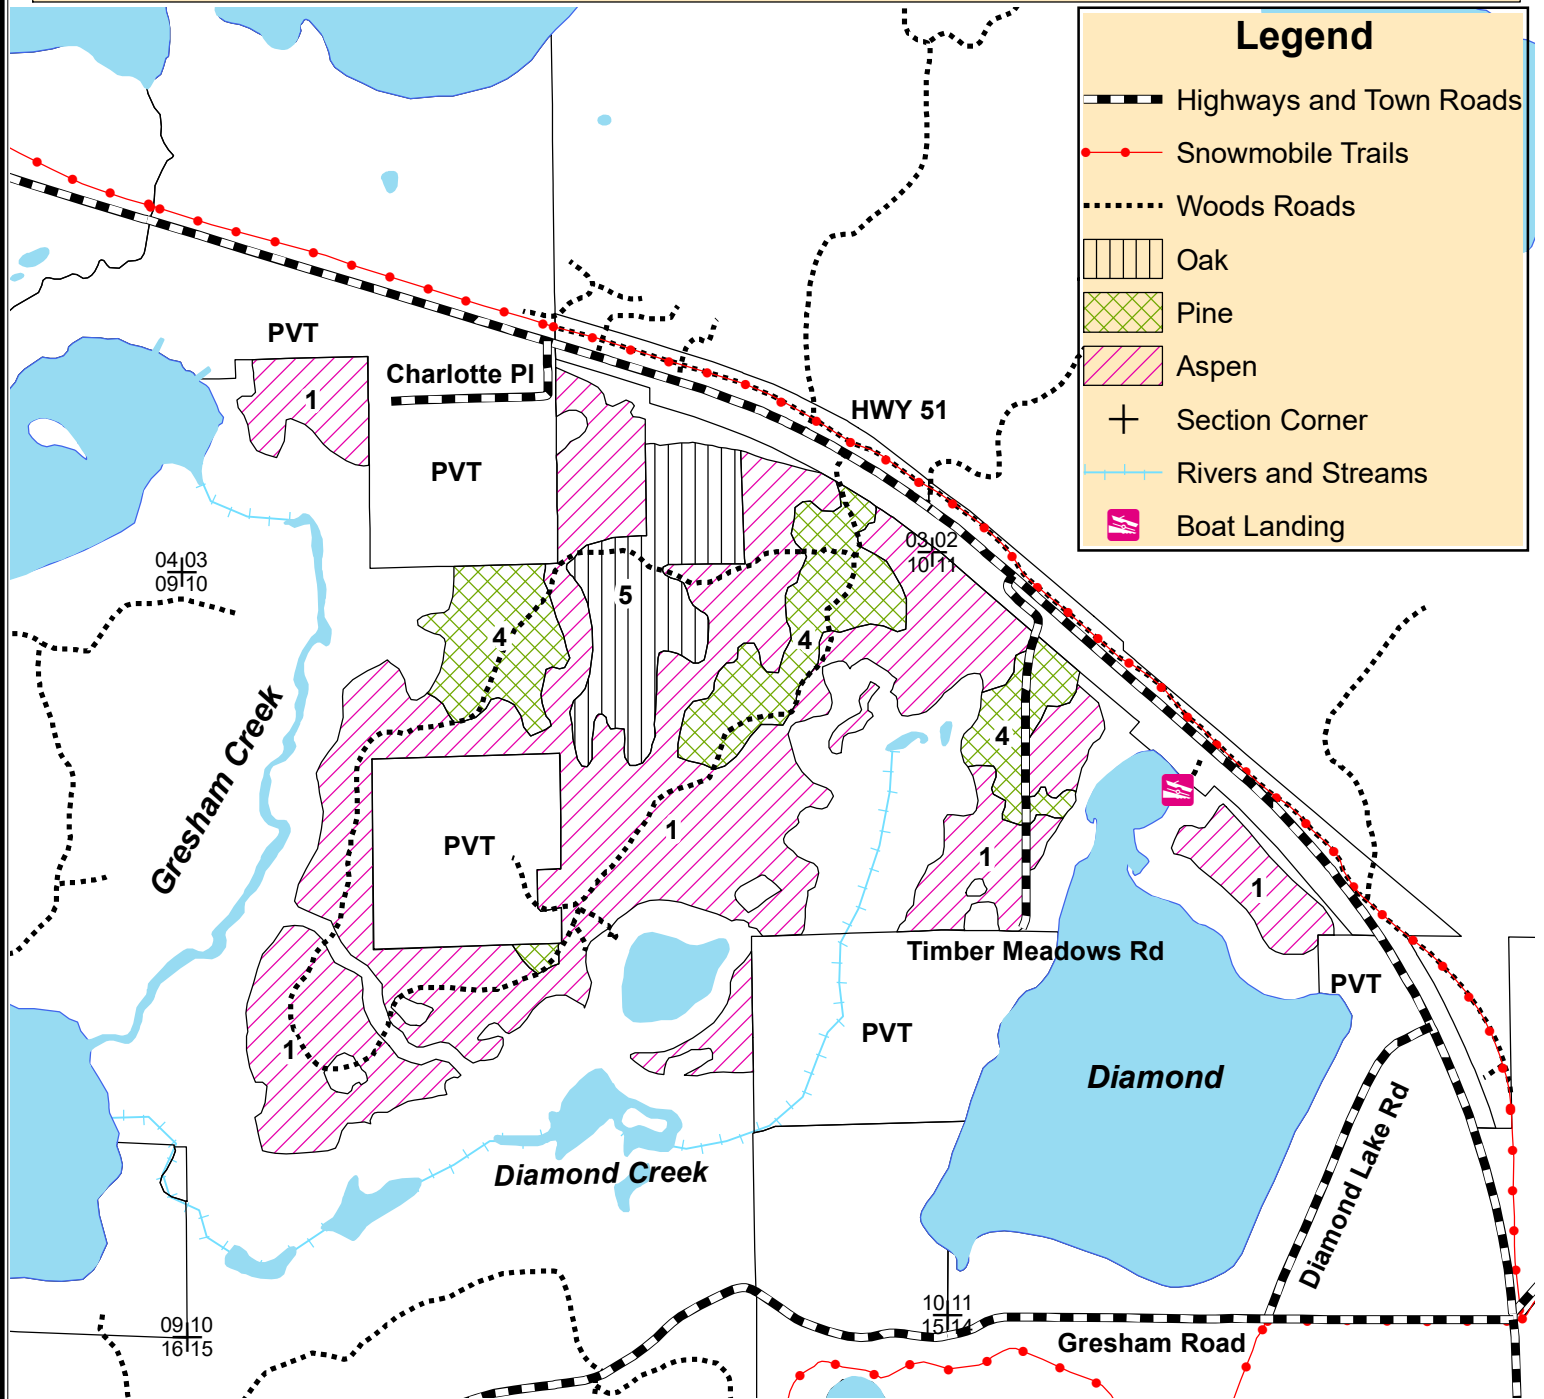 Legend
Highways and Town Roads
Snowmobile Trails
Woods Roads
Oak
Pine
Aspen
Section Corner
Rivers and Streams
Boat Landing
PVT
Charlotte Pl
1
HWY 51
PVT
03 02
10 11
04 03
09 10
5
4
4
4
Gresham Creek
1
PVT
1
1
Timber Meadows Rd
PVT
PVT
1
Diamond
Diamond Lake Rd
Diamond Creek
10 11
15 14
09 10
16 15
Gresham Road